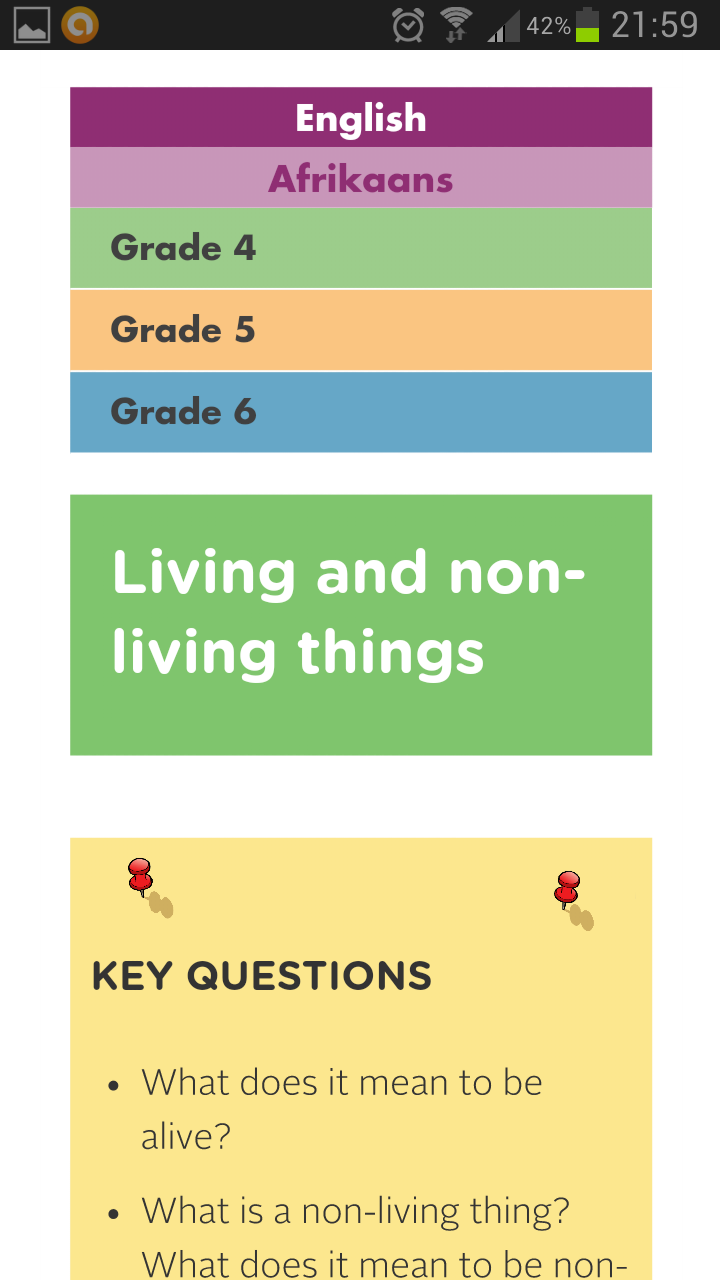 42% 21:59
English
Afrikaans
Grade 4
Grade 5
Grade 6
Living and non-
living things
KEY QUESTIONS
• What does it mean to be
alive?
• What is a non-living thing?
What does it mean to be non-